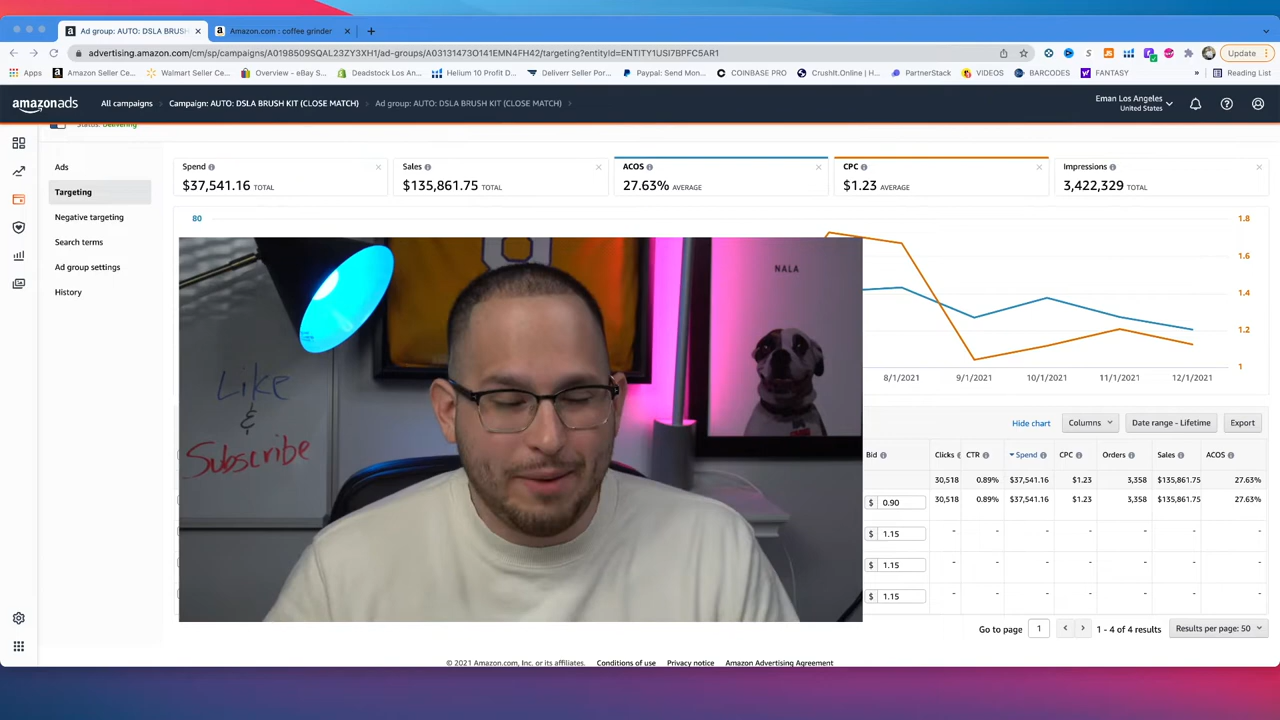 Ad group: AUTO: DSLA BRUSH
Amazon.com : coffee grinder
advertising.amazon.com/cm/sp/campaigns/A0198509SQAL23ZY3XH1/ad-groups/A03131473O141EMN4FH42/targeting?entityId=ENTITY1USI7BPFC5AR1
Update
Apps
Amazon Seller Ce...
Walmart Seller Ce...
Overview - eBay S...
Deadstock Los An...
Helium 10 Profit D...
Deliverr Seller Por...
Paypal: Send Mon...
COINBASE PRO
CrushIt.Online | Ho...
PartnerStack
VIDEOS
BARCODES
FANTASY
»
Reading List
amazonads
All campaigns
Campaign: AUTO: DSLA BRUSH KIT (CLOSE MATCH)
Ad group: AUTO: DSLA BRUSH KIT (CLOSE MATCH)
Eman Los Angeles
United States
Status: Delivering
Ads
Targeting
Negative targeting
Search terms
Ad group settings
History
Spend
$37,541.16 TOTAL
Sales
$135,861.75 TOTAL
ACOS
27.63% AVERAGE
CPC
$1.23 AVERAGE
Impressions
3,422,329 TOTAL
80
1.8
1.6
1.4
1.2
1
8/1/2021 9/1/2021 10/1/2021 11/1/2021 12/1/2021
NALA
Like
&
Subscribe
Hide chart
Columns
Date range - Lifetime
Export
Bid Clicks CTR Spend CPC Orders Sales ACOS
30,518 0.89% $37,541.16 $1.23 3,358 $135,861.75 27.63%
$ 0.90 30,518 0.89% $37,541.16 $1.23 3,358 $135,861.75 27.63%
$ 1.15 - - - - - - -
$ 1.15 - - - - - - -
$ 1.15 - - - - - - -
Go to page 1
1 - 4 of 4 results
Results per page: 50
© 2021 Amazon.com, Inc. or its affiliates.
Conditions of use
Privacy notice
Amazon Advertising Agreement